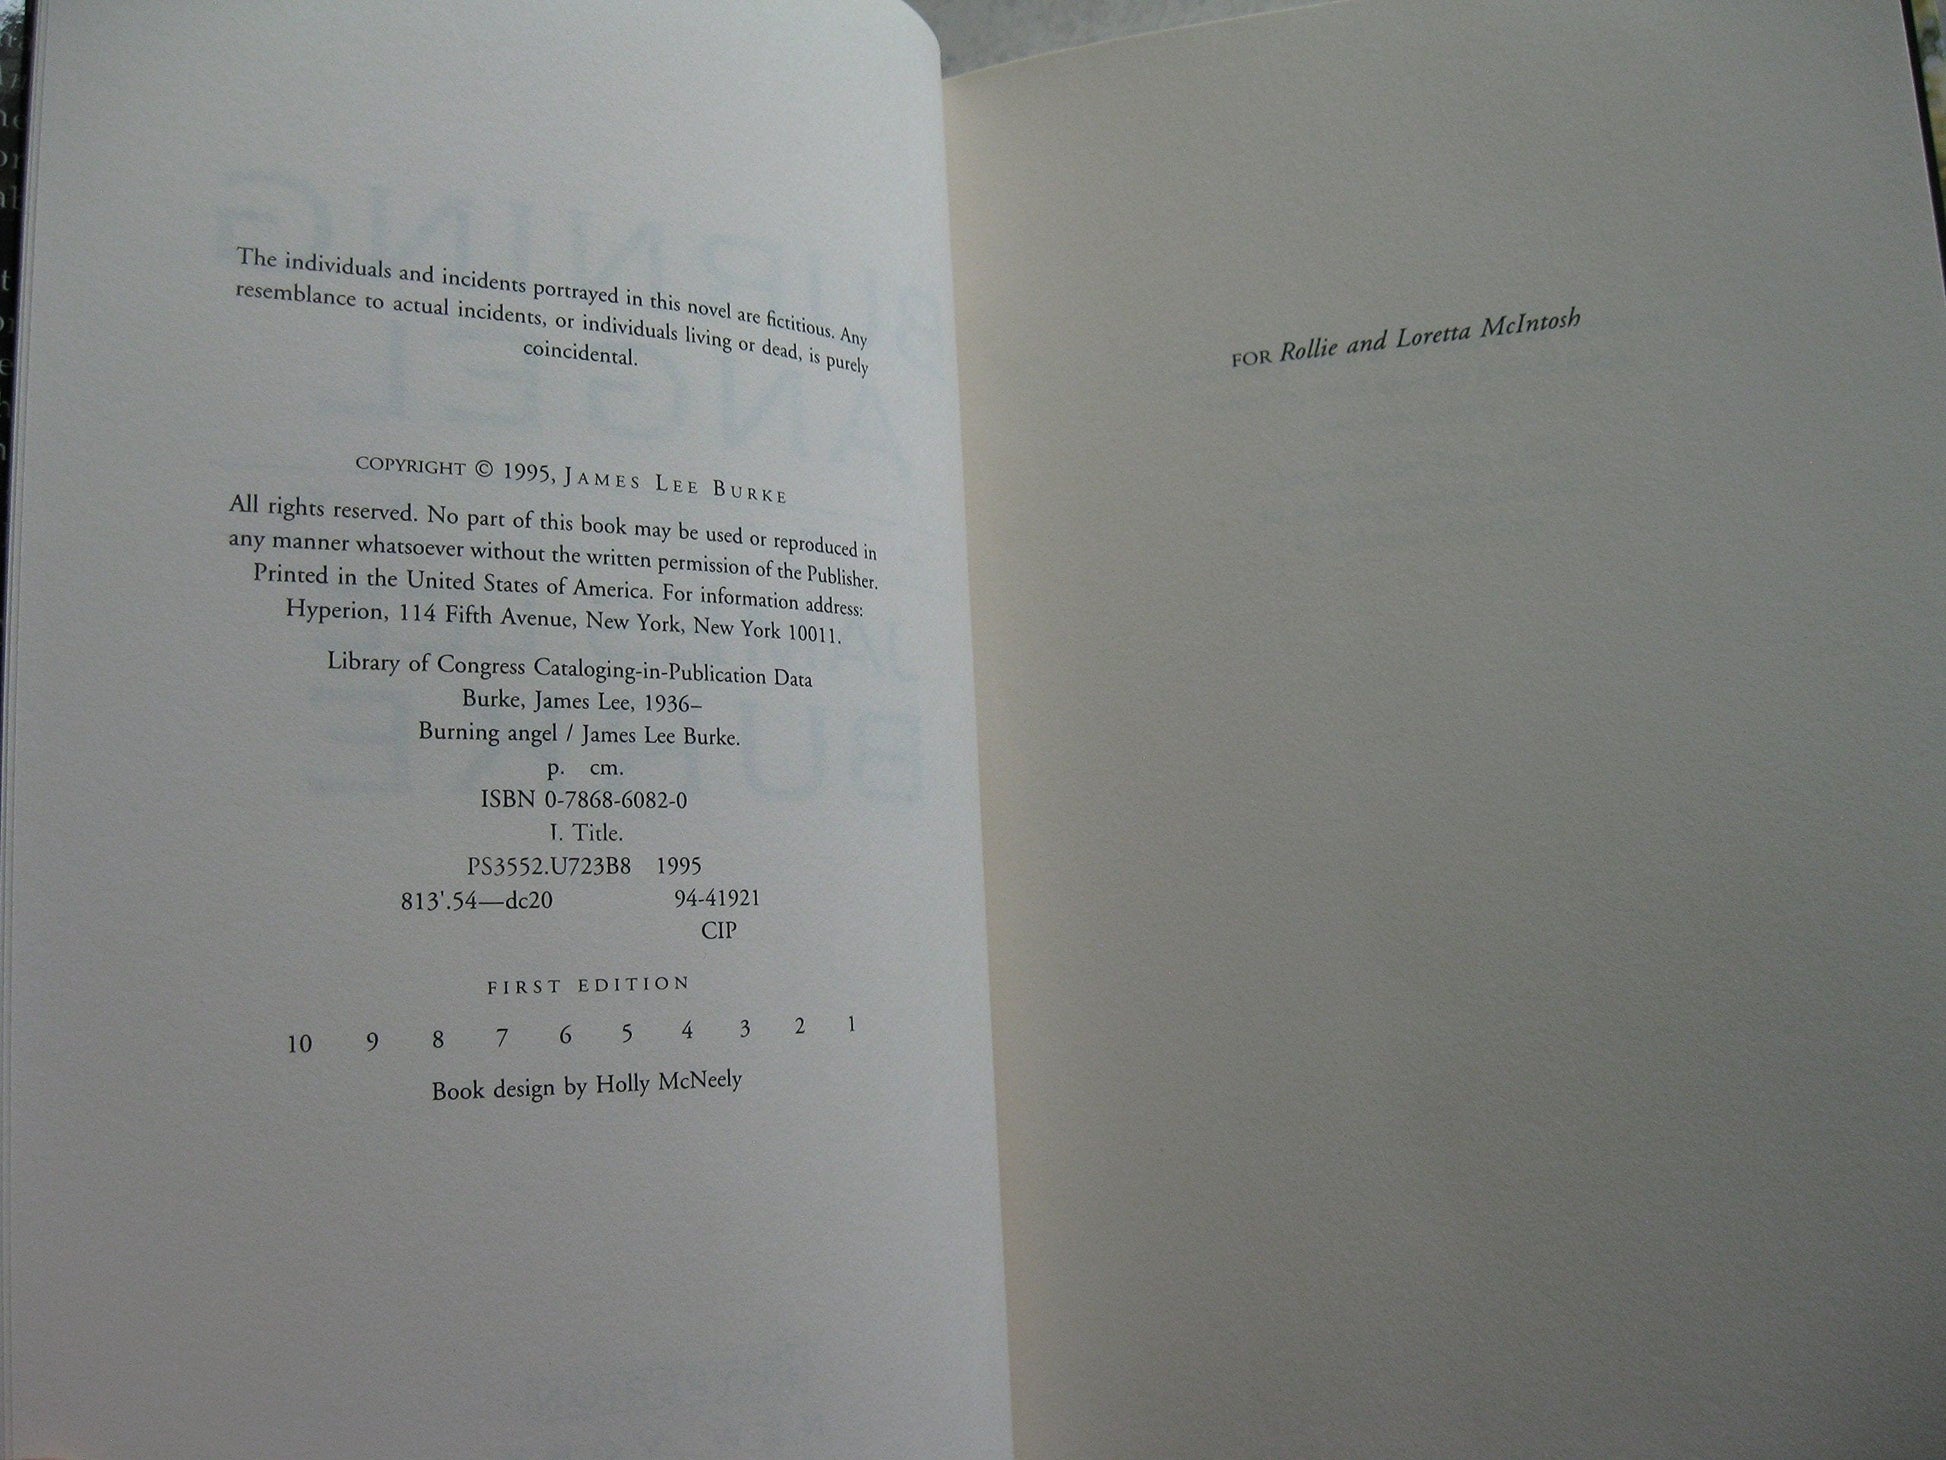 The individuals and incidents portrayed in this novel are fictitious. Any
resemblance to actual incidents, or individuals living or dead, is purely
coincidental.
COPYRIGHT © 1995, JAMES LEE BURKE
All rights reserved. No part of this book may be used or reproduced in
any manner whatsoever without the written permission of the Publisher.
Printed in the United States of America. For information address:
Hyperion, 114 Fifth Avenue, New York, New York 10011.
Library of Congress Cataloging-in-Publication Data
Burke, James Lee, 1936–
Burning angel / James Lee Burke.
p. cm.
ISBN 0-7868-6082-0
I. Title.
PS3552.U723B8 1995
813'.54—dc20 94-41921
CIP
FIRST EDITION
10 9 8 7 6 5 4 3 2 1
Book design by Holly McNeely
FOR Rollie and Loretta McIntosh